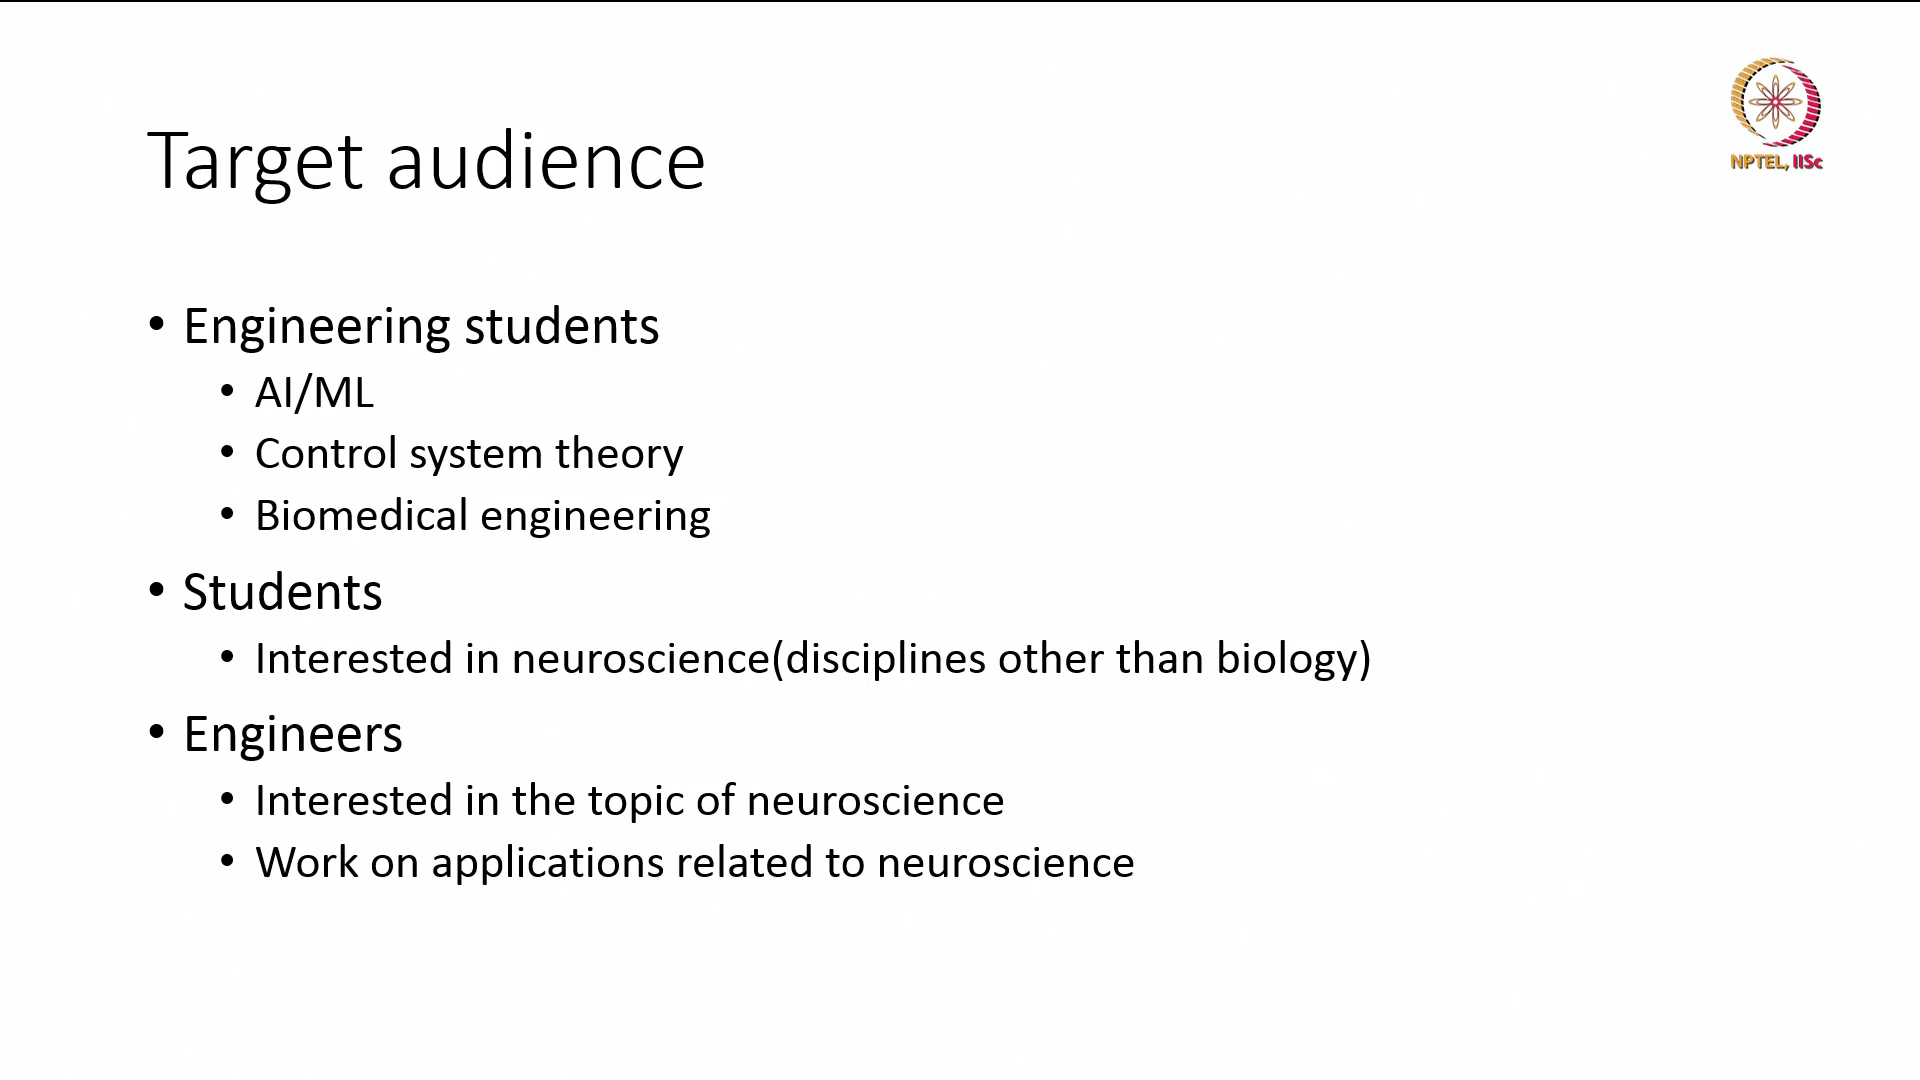 NPTEL, IISc
Target audience
• Engineering students
• AI/ML
• Control system theory
• Biomedical engineering
• Students
• Interested in neuroscience(disciplines other than biology)
• Engineers
• Interested in the topic of neuroscience
• Work on applications related to neuroscience